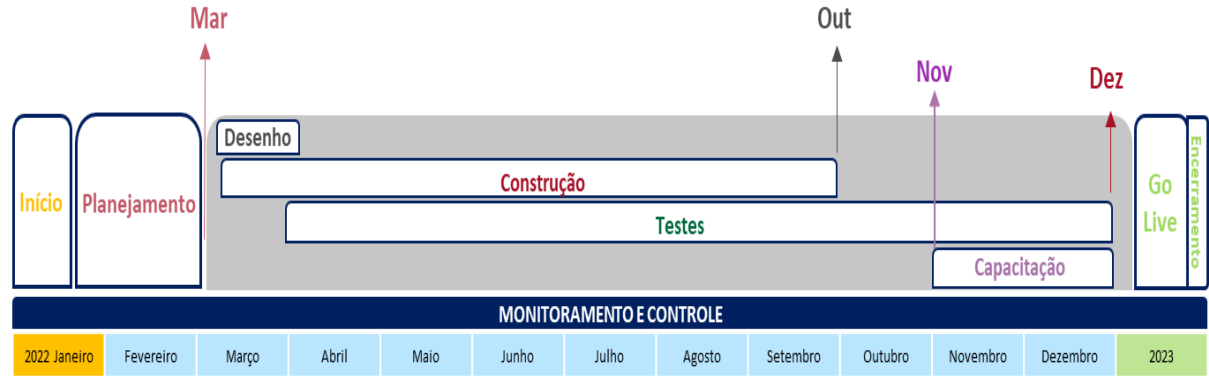 Mar
Out
Nov
Dez
Início
Planejamento
Desenho
Construção
Testes
Capacitação
Go
Live
Encerramento
MONITORAMENTO E CONTROLE
2022 Janeiro
Fevereiro
Março
Abril
Maio
Junho
Julho
Agosto
Setembro
Outubro
Novembro
Dezembro
2023